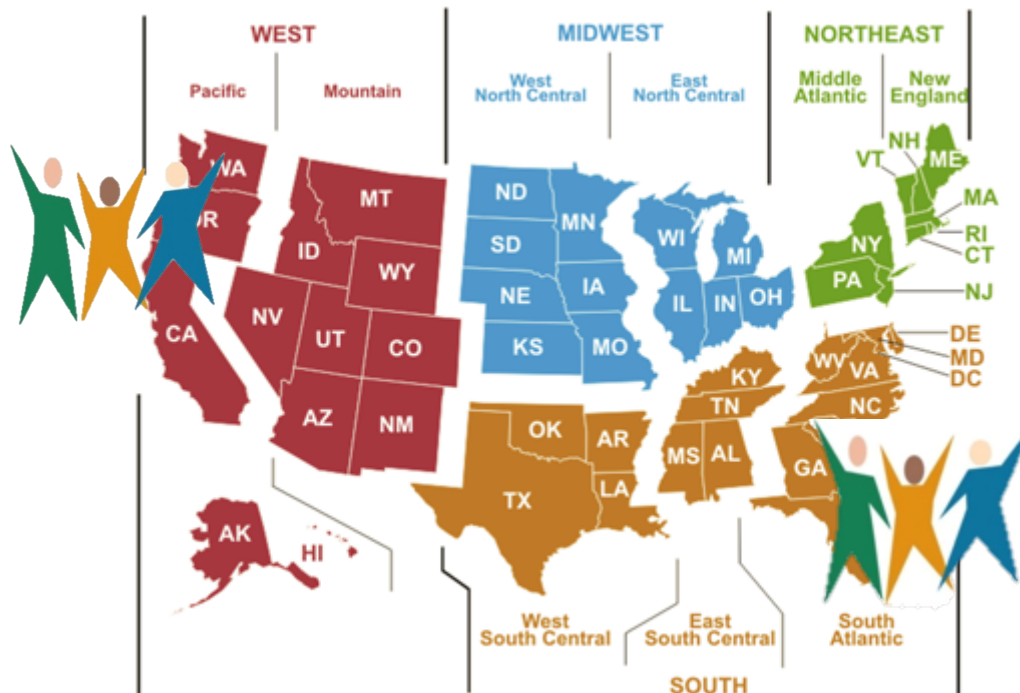 WEST
MIDWEST
NORTHEAST
Pacific
Mountain
West
North Central
East
North Central
Middle
Atlantic
New
England
WA
MT
ND
MN
VT
NH
ME
MA
RI
CT
OR
ID
WY
SD
WI
MI
NY
PA
NJ
NV
UT
CO
NE
IA
IL
IN
OH
CA
KS
MO
DE
MD
DC
WV
VA
KY
AZ
NM
OK
AR
TN
NC
MS
AL
GA
TX
LA
AK
HI
West
South Central
East
South Central
South
Atlantic
SOUTH